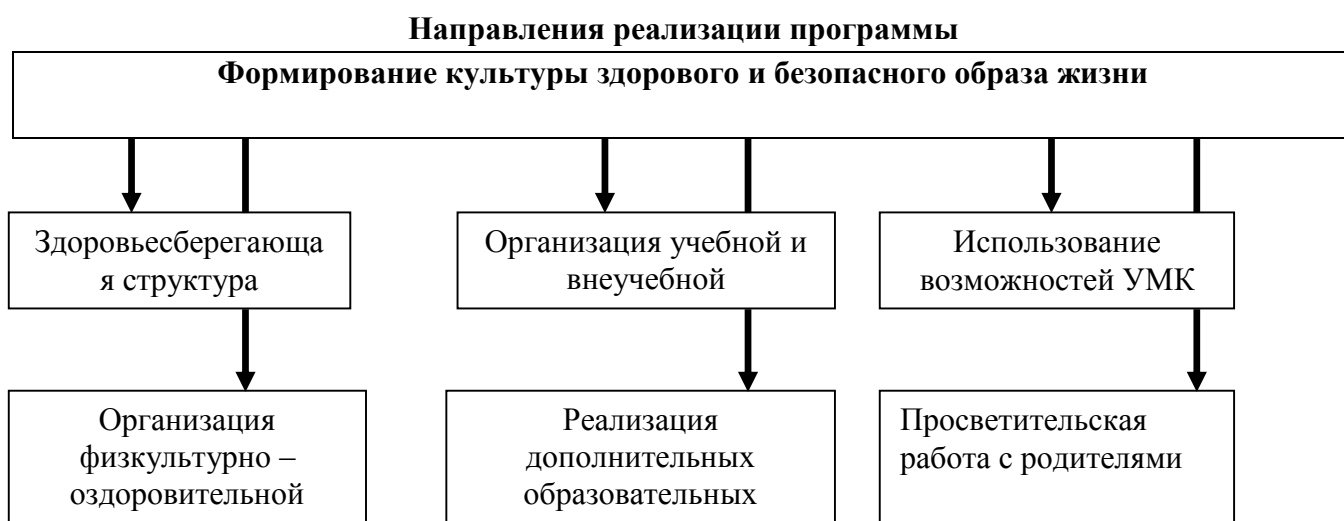 Направления реализации программы
Формирование культуры здорового и безопасного образа жизни
Здоровьесберегающа
я структура
Организация учебной и
внеучебной
Использование
возможностей УМК
Организация
физкультурно –
оздоровительной
Реализация
дополнительных
образовательных
Просветительская
работа с родителями